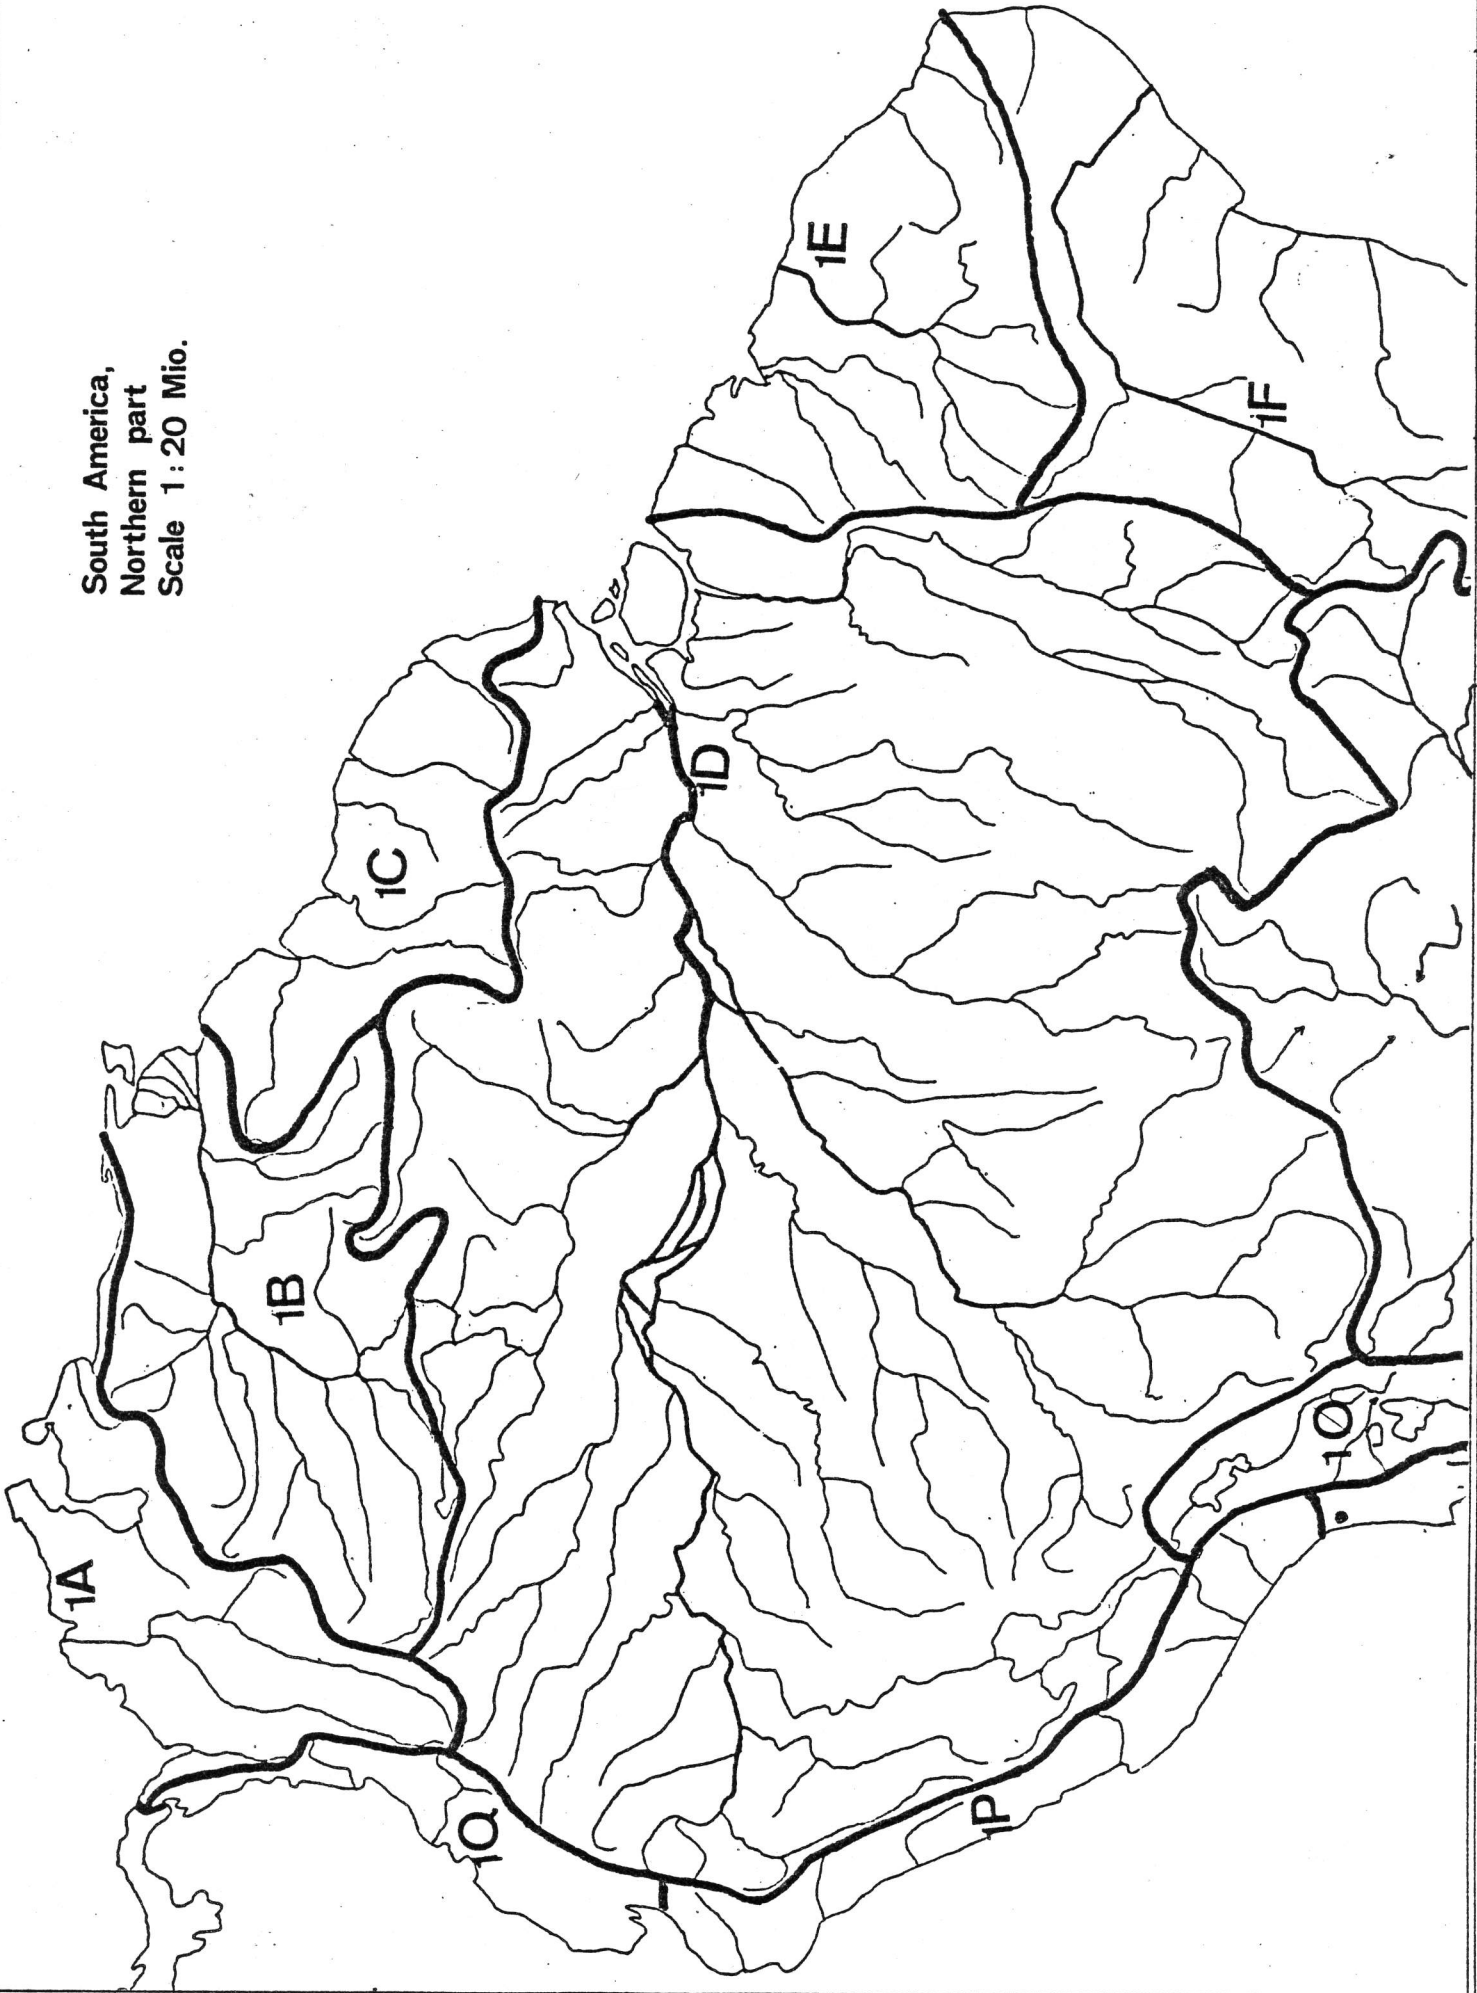 South America,
Northern part
Scale 1:20 Mio.
1A
1B
1C
1D
1E
1F
1Q
1P
1O